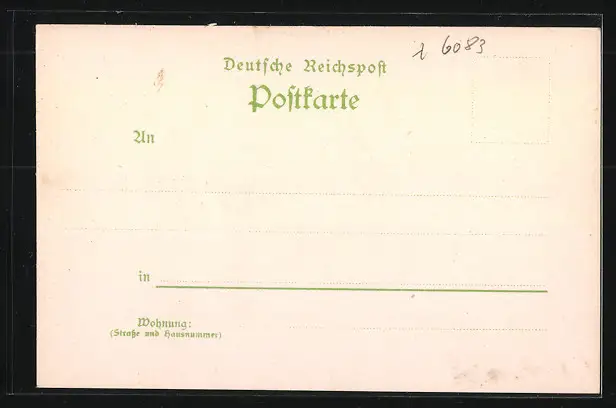 1 6083
Deutsche Reichspost
Postkarte
An
in
Wohnung:
(Straße und Hausnummer)